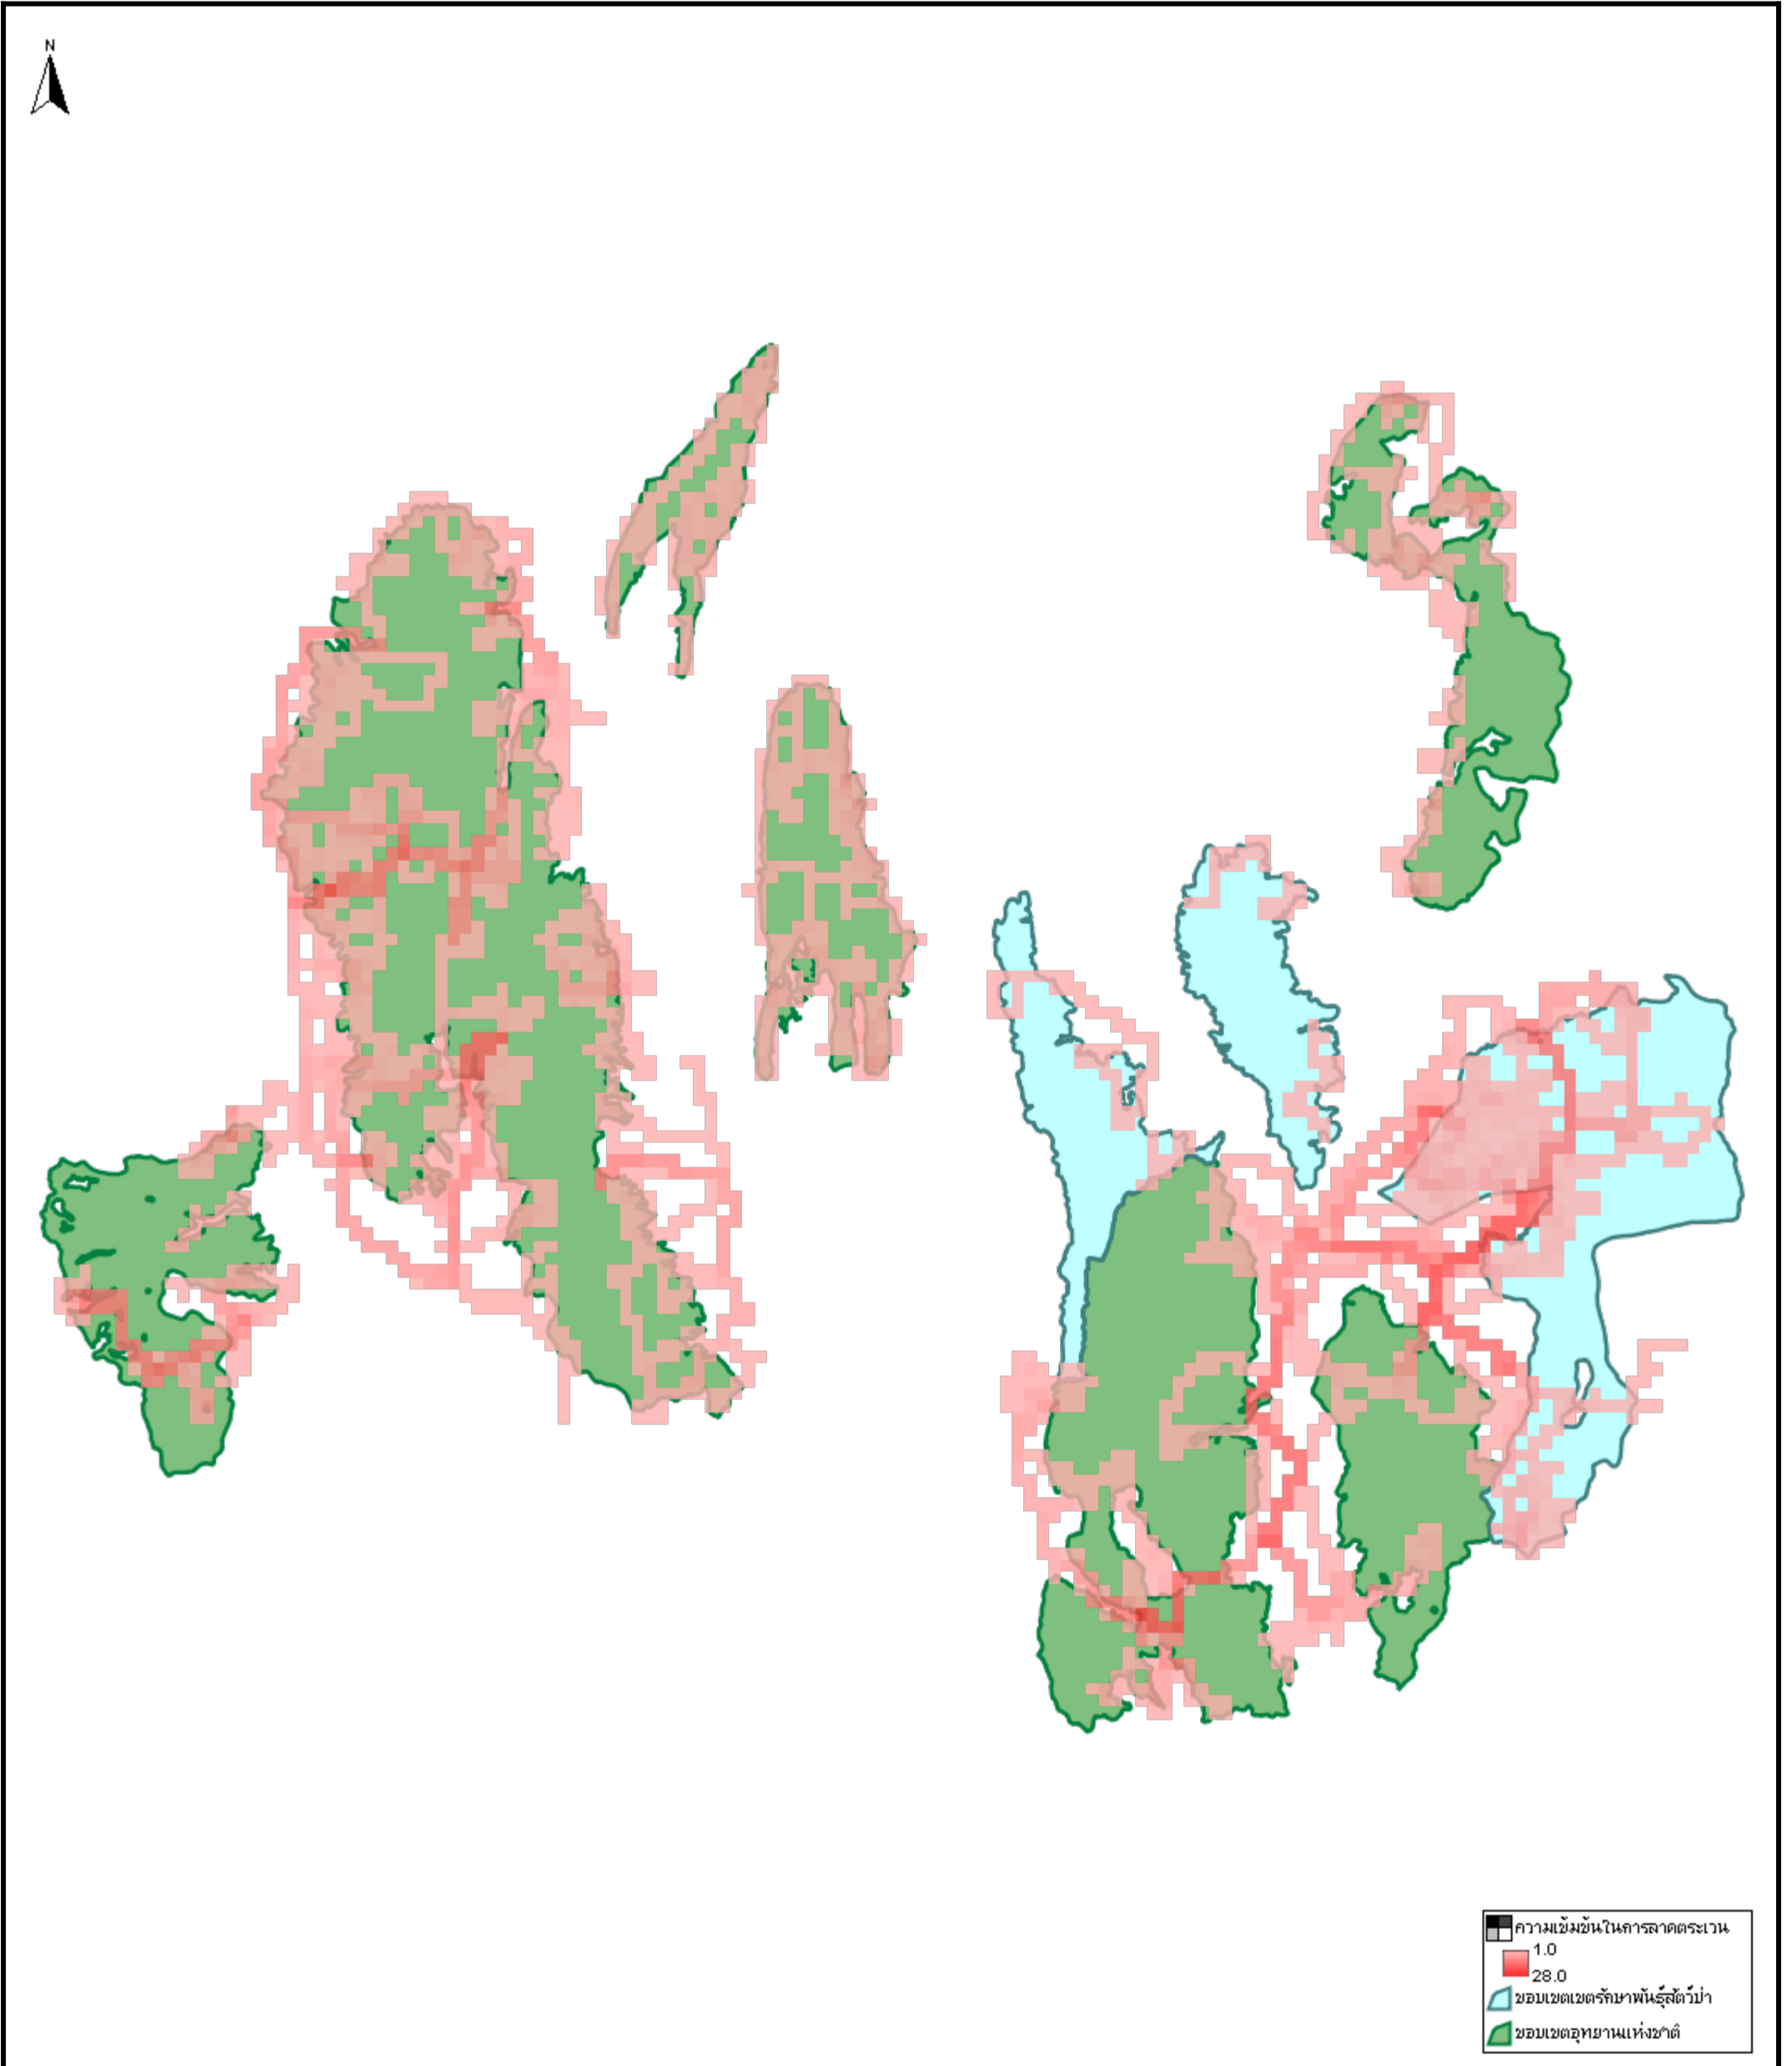 N
ความเข้มข้นในการลาดตระเวน
1.0
28.0
ขอบเขตเขตรักษาพันธุ์สัตว์ป่า
ขอบเขตอุทยานแห่งชาติ